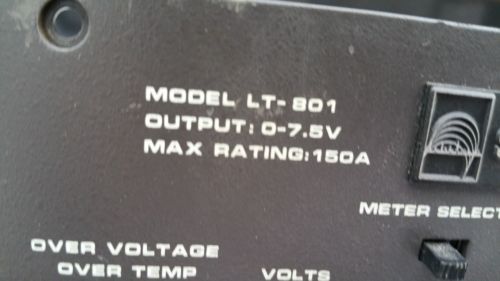 MODEL LT-801
OUTPUT: 0-7.5V
MAX RATING:150A
METER SELECT
OVER VOLTAGE
OVER TEMP
VOLTS